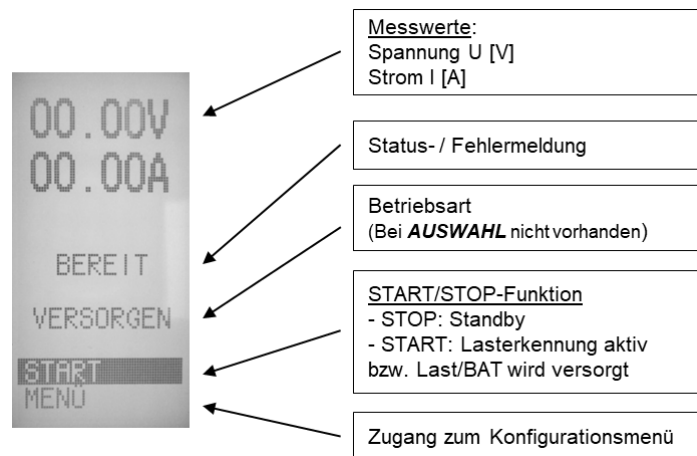 00.00V
00.00A
BEREIT
VERSORGEN
START
MENÜ
Messwerte:
Spannung U [V]
Strom I [A]
Status- / Fehlermeldung
Betriebsart
(Bei AUSWAHL nicht vorhanden)
START/STOP-Funktion
- STOP: Standby
- START: Lasterkennung aktiv
bzw. Last/BAT wird versorgt
Zugang zum Konfigurationsmenü